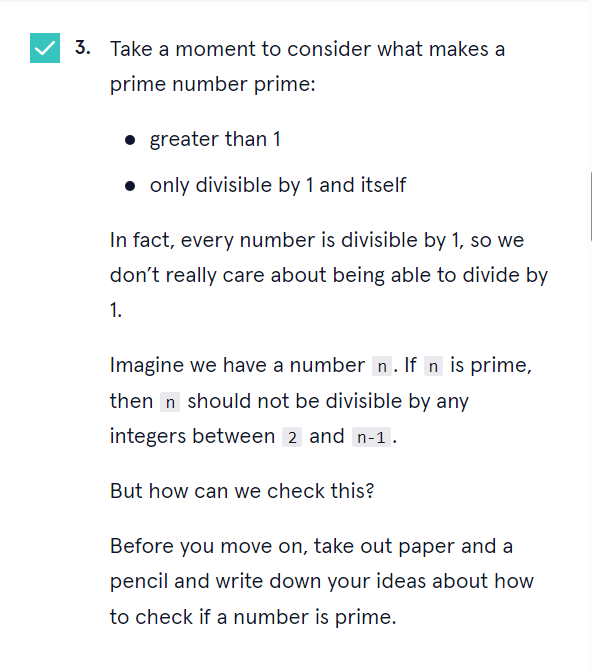 3. Take a moment to consider what makes a
prime number prime:
• greater than 1
• only divisible by 1 and itself
In fact, every number is divisible by 1, so we
don’t really care about being able to divide by
1.
Imagine we have a number n. If n is prime,
then n should not be divisible by any
integers between 2 and n-1.
But how can we check this?
Before you move on, take out paper and a
pencil and write down your ideas about how
to check if a number is prime.